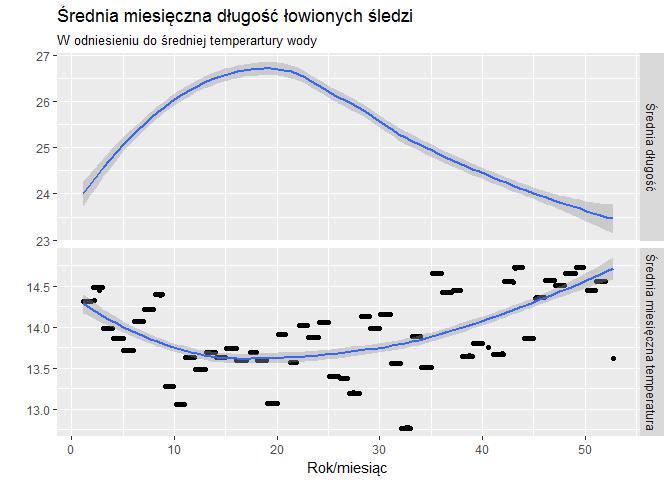 Średnia miesięczna długość łowionych śledzi
W odniesieniu do średniej temperartury wody
27
26
25
24
23
Średnia długość
14.5
14.0
13.5
13.0
Średnia miesięczna temperatura
0 10 20 30 40 50
Rok/miesiąc